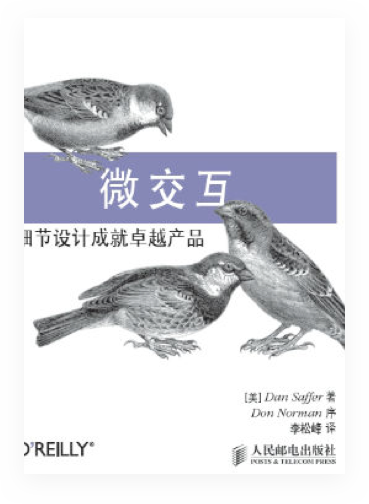 微交互
细节设计成就卓越产品
[美] Dan Saffer 著
Don Norman 序
李松峰 译
O'REILLY®
人民邮电出版社
POSTS & TELECOM PRESS